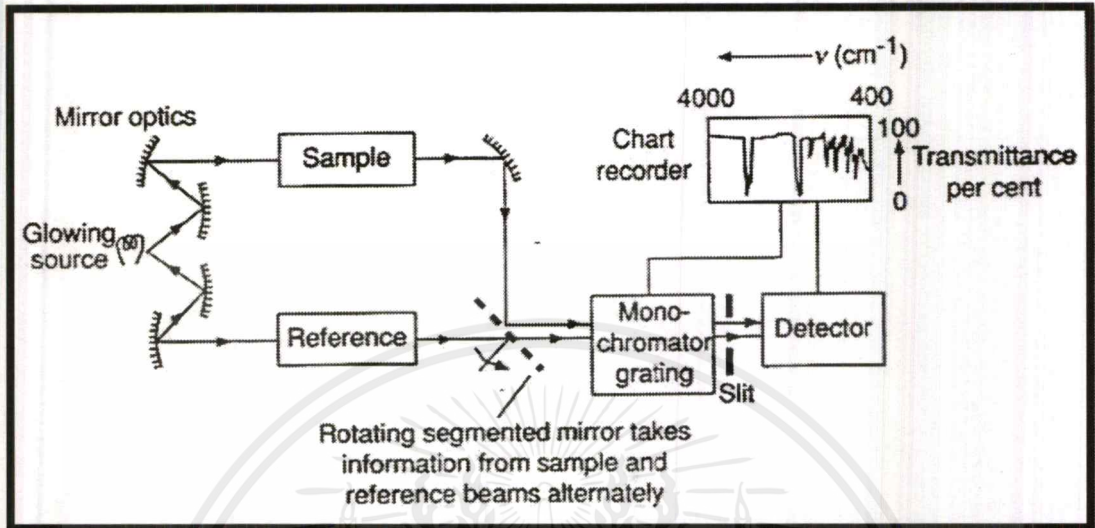 ν (cm⁻¹)
4000
400
Mirror optics
Sample
Chart
recorder
100
0
Transmittance
per cent
Glowing
source
Reference
Mono-
chromator
grating
Slit
Detector
Rotating segmented mirror takes
information from sample and
reference beams alternately